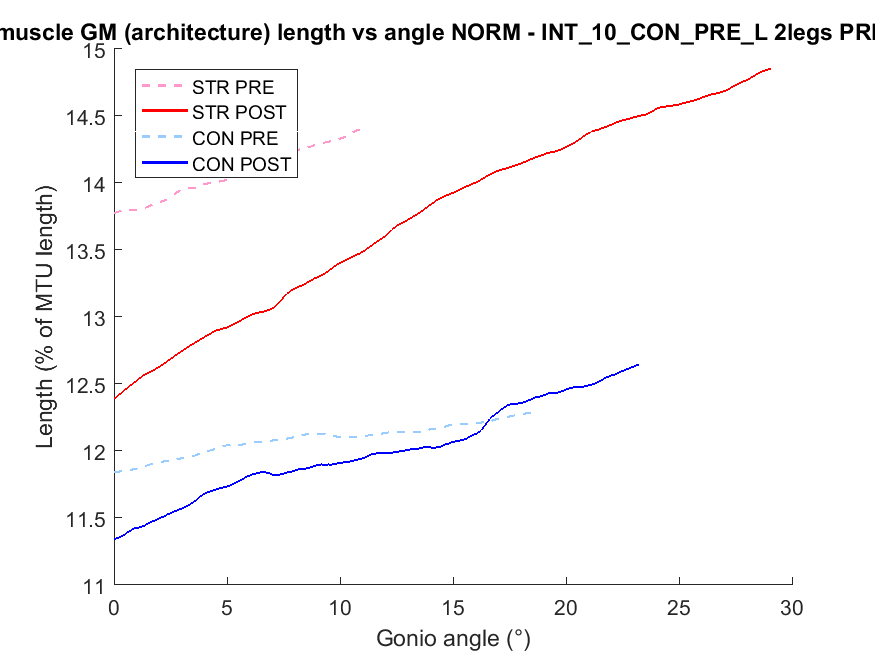 muscle GM (architecture) length vs angle NORM - INT_10_CON_PRE_L 2legs PRE
15
14.5
14
13.5
13
12.5
12
11.5
11
Length (% of MTU length)
STR PRE
STR POST
CON PRE
CON POST
0 5 10 15 20 25 30
Gonio angle (°)